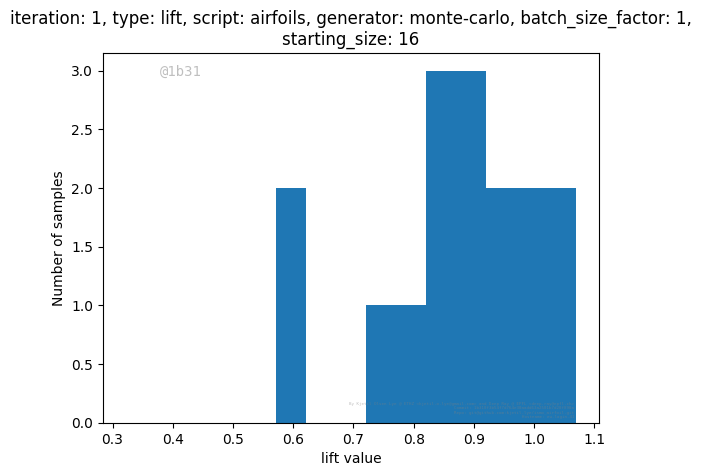 iteration: 1, type: lift, script: airfoils, generator: monte-carlo, batch_size_factor: 1,
starting_size: 16
@1b31
3.0
2.5
2.0
1.5
1.0
0.5
0.0
Number of samples
0.3 0.4 0.5 0.6 0.7 0.8 0.9 1.0 1.1
lift value